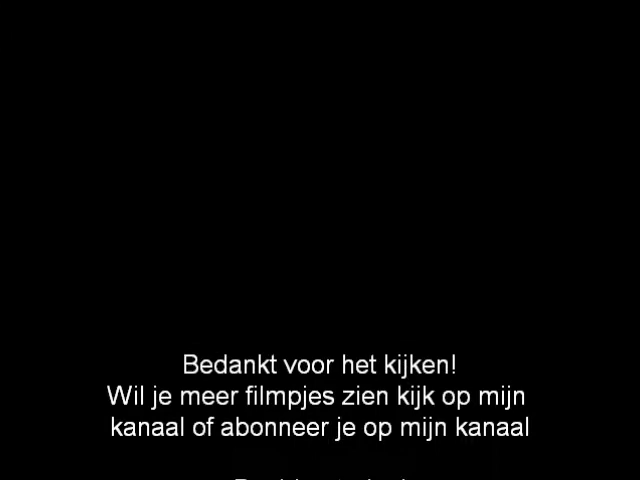 Bedankt voor het kijken!
Wil je meer filmpjes zien kijk op mijn
kanaal of abonneer je op mijn kanaal